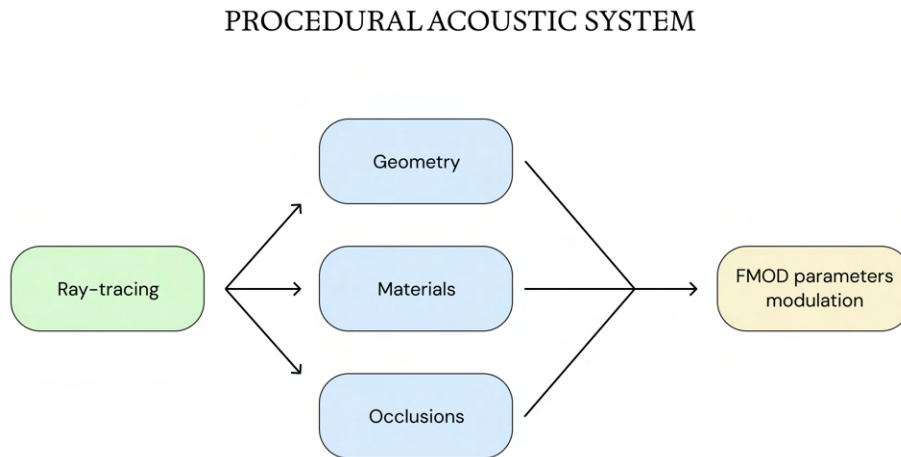 PROCEDURAL ACOUSTIC SYSTEM
Geometry
Ray-tracing
Materials
FMOD parameters
modulation
Occlusions